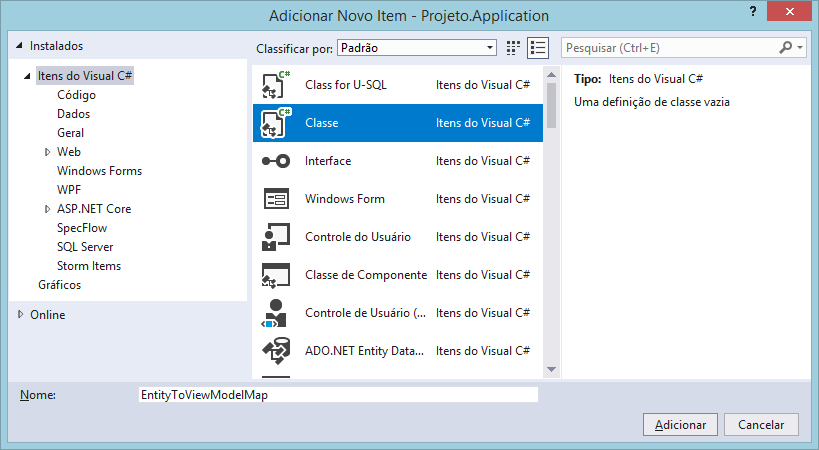 Adicionar Novo Item - Projeto.Application
?
Instalados
Classificar por: Padrão
Pesquisar (Ctrl+E)
Itens do Visual C#
Código
Dados
Geral
Web
Windows Forms
WPF
ASP.NET Core
SpecFlow
SQL Server
Storm Items
Gráficos
Online
C# Class for U-SQL Itens do Visual C#
C# Classe Itens do Visual C#
Interface Itens do Visual C#
Windows Form Itens do Visual C#
Controle do Usuário Itens do Visual C#
Classe de Componente Itens do Visual C#
Controle de Usuário (... Itens do Visual C#
ADO.NET Entity Data... Itens do Visual C#
Tipo: Itens do Visual C#
Uma definição de classe vazia
Nome: EntityToViewModelMap
Adicionar Cancelar